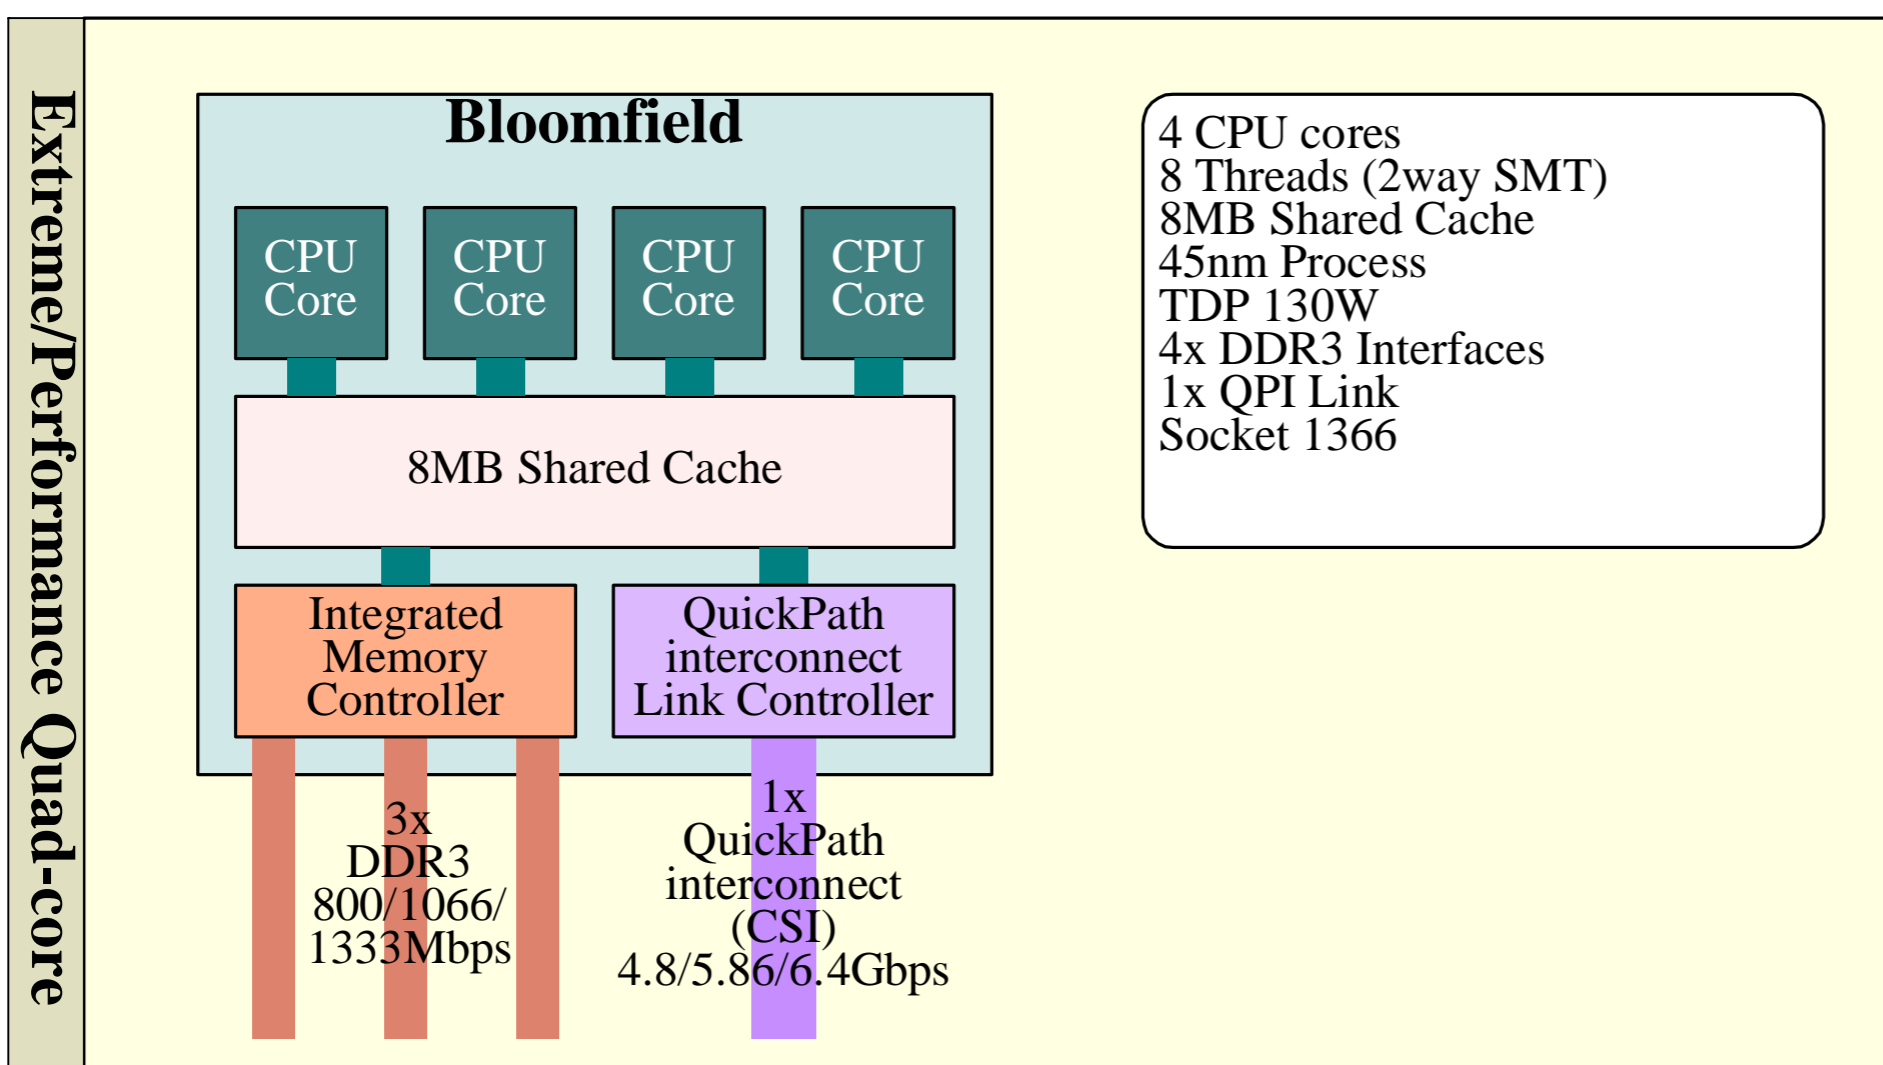 Extreme/Performance Quad-core
Bloomfield
CPU
Core
CPU
Core
CPU
Core
CPU
Core
8MB Shared Cache
Integrated
Memory
Controller
QuickPath
interconnect
Link Controller
3x
DDR3
800/1066/
1333Mbps
1x
QuickPath
interconnect
(CSI)
4.8/5.86/6.4Gbps
4 CPU cores
8 Threads (2way SMT)
8MB Shared Cache
45nm Process
TDP 130W
4x DDR3 Interfaces
1x QPI Link
Socket 1366